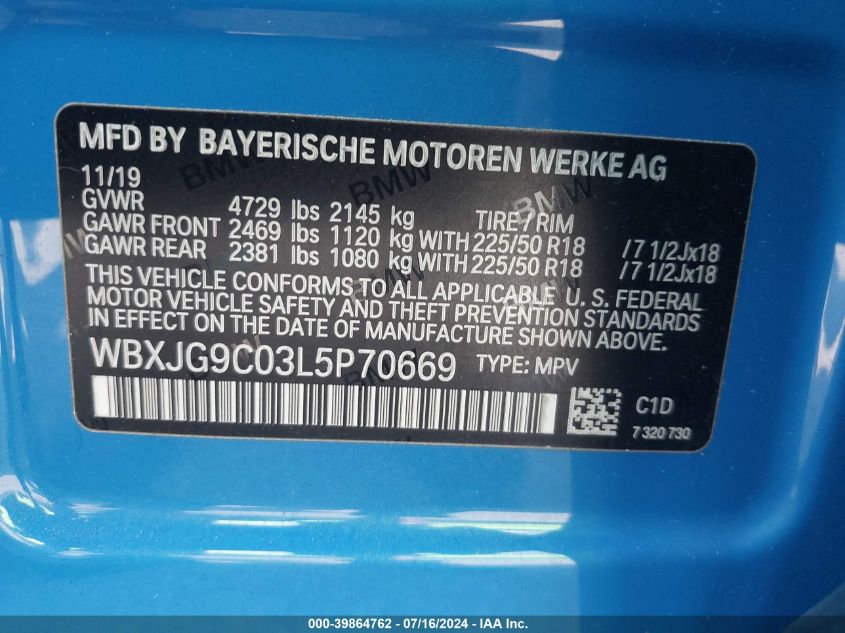 MFD BY BAYERISCHE MOTOREN WERKE AG
11/19
GVWR 4729 lbs 2145 kg TIRE / RIM
GAWR FRONT 2469 lbs 1120 kg WITH 225/50 R18 /7 1/2Jx18
GAWR REAR 2381 lbs 1080 kg WITH 225/50 R18 /7 1/2Jx18
THIS VEHICLE CONFORMS TO ALL APPLICABLE U. S. FEDERAL
MOTOR VEHICLE SAFETY AND THEFT PREVENTION STANDARDS
IN EFFECT ON THE DATE OF MANUFACTURE SHOWN ABOVE.
WBXJG9C03L5P70669 TYPE: MPV
C1D
7 320 730
000-39864762 - 07/16/2024 - IAA Inc.